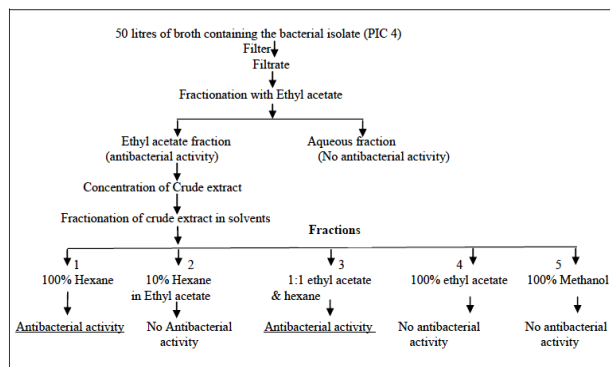 50 litres of broth containing the bacterial isolate (PIC 4)
Filter
Filtrate
Fractionation with Ethyl acetate
Ethyl acetate fraction
(antibacterial activity)
Aqueous fraction
(No antibacterial activity)
Concentration of Crude extract
Fractionation of crude extract in solvents
Fractions
1
100% Hexane
Antibacterial activity
2
10% Hexane
in Ethyl acetate
No Antibacterial
activity
3
1:1 ethyl acetate
& hexane
Antibacterial activity
4
100% ethyl acetate
No antibacterial
activity
5
100% Methanol
No antibacterial
activity